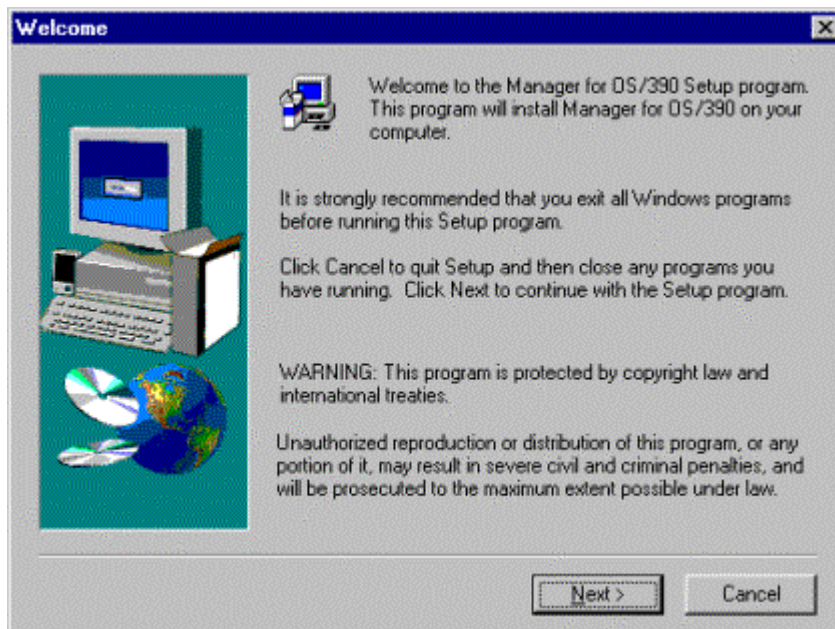 Welcome
Welcome to the Manager for OS/390 Setup program.
This program will install Manager for OS/390 on your
computer.
It is strongly recommended that you exit all Windows programs
before running this Setup program.
Click Cancel to quit Setup and then close any programs you
have running. Click Next to continue with the Setup program.
WARNING: This program is protected by copyright law and
international treaties.
Unauthorized reproduction or distribution of this program, or any
portion of it, may result in severe civil and criminal penalties, and
will be prosecuted to the maximum extent possible under law.
Next >
Cancel